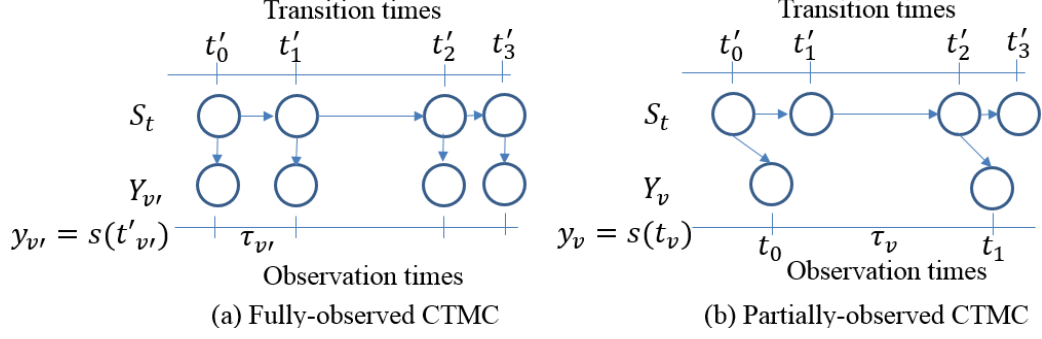 Transition times
t′₀ t′₁ t′₂ t′₃
Sₜ
Yᵥ′
yᵥ′ = s(t′ᵥ′)
τᵥ′
Observation times
(a) Fully-observed CTMC
Transition times
t′₀ t′₁ t′₂ t′₃
Sₜ
Yᵥ
yᵥ = s(tᵥ)
t₀ τᵥ t₁
Observation times
(b) Partially-observed CTMC